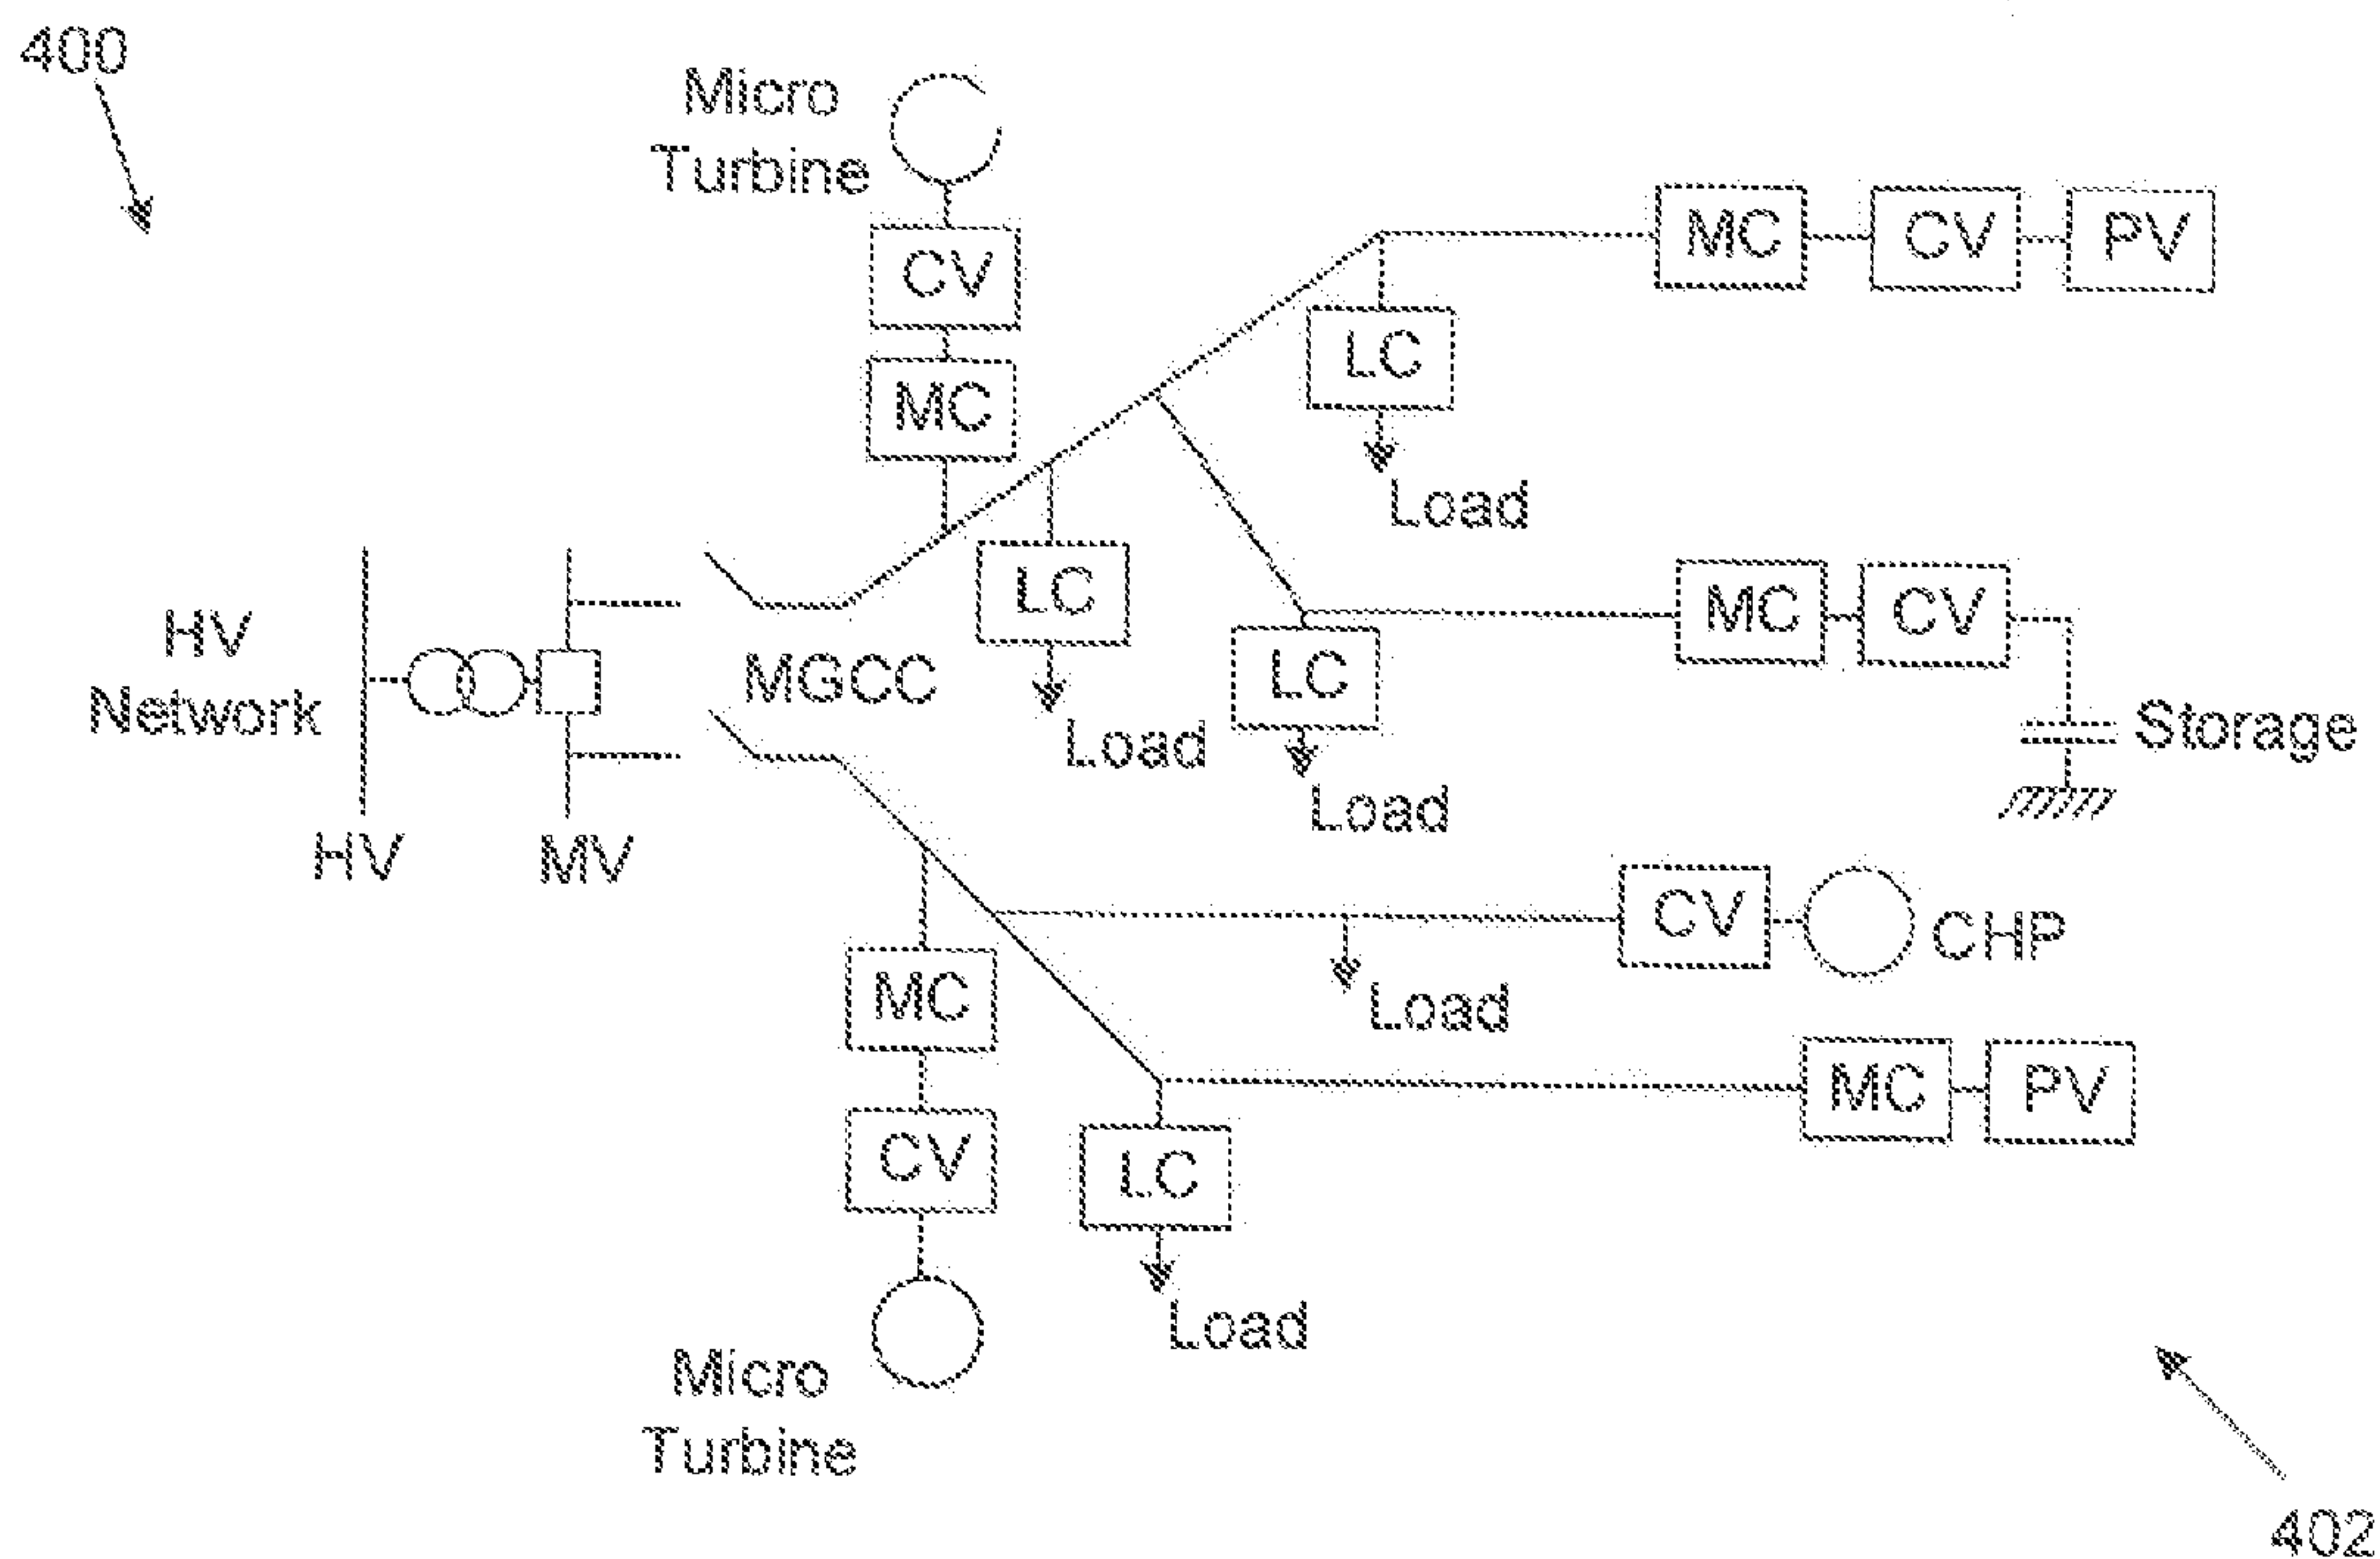 400
Micro
Turbine
CV
MC
MC
CV
PV
LC
Load
HV
Network
MGCC
LC
Load
LC
Load
MC
CV
Storage
HV
MV
CV
CHP
Load
MC
CV
MC
PV
LC
Load
Micro
Turbine
402